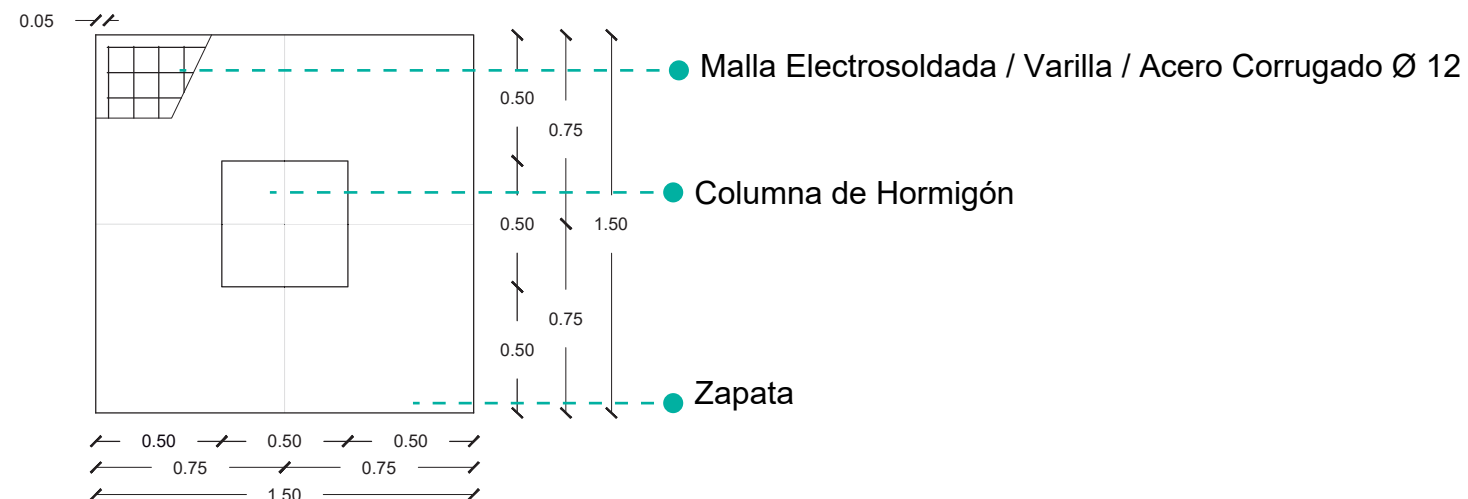 0.05
Malla Electrosoldada / Varilla / Acero Corrugado Ø 12
0.50
0.75
Columna de Hormigón
0.50
1.50
0.75
0.50
Zapata
0.50 0.50 0.50
0.75 0.75
1.50